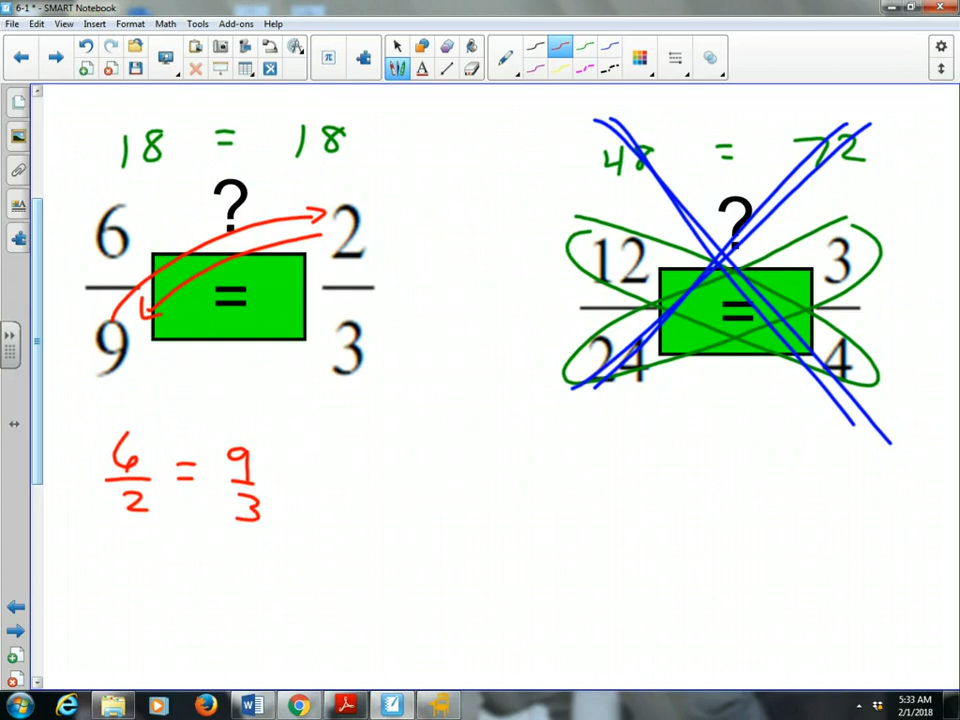 6-1 * - SMART Notebook
File Edit View Insert Format Math Tools Add-ons Help
18 = 18
?
6/9 = 2/3
6/2 = 9/3
48 = 72
?
12/24 = 3/4
5:33 AM
2/1/2018